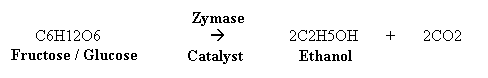 Zymase
C6H12O6 → 2C2H5OH + 2CO2
Fructose / Glucose Catalyst Ethanol